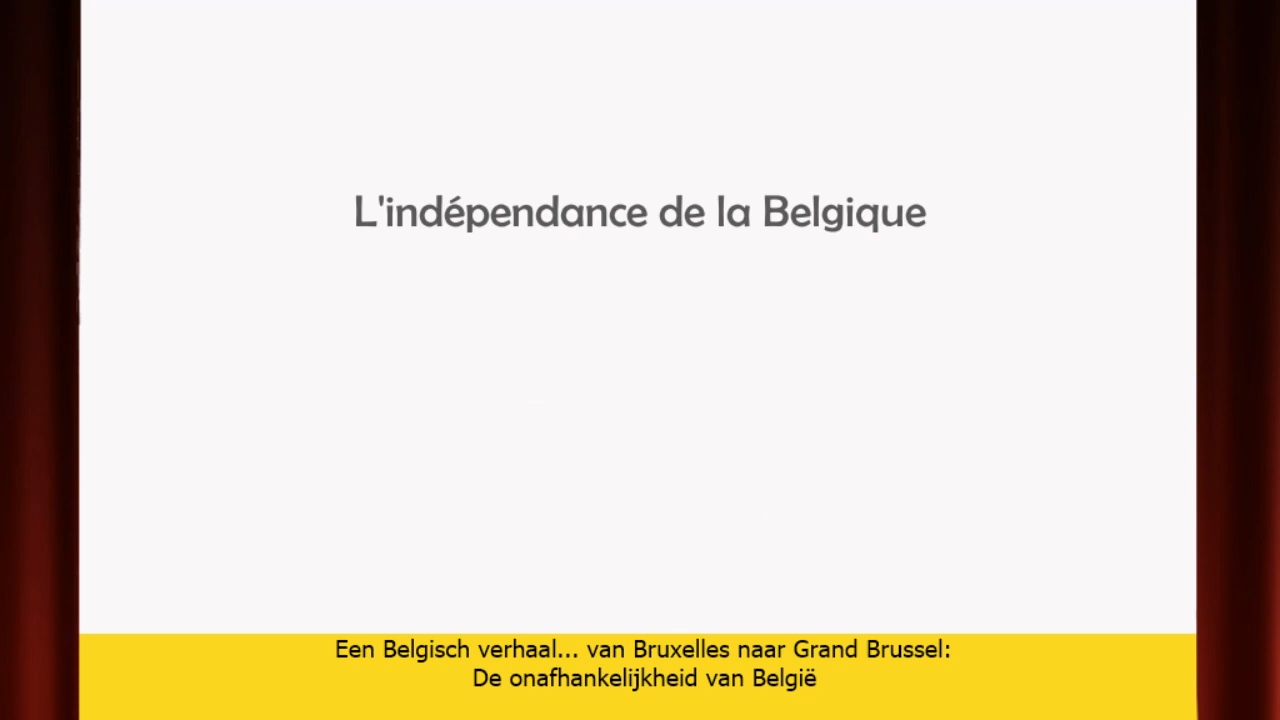 L'indépendance de la Belgique
Een Belgisch verhaal... van Bruxelles naar Grand Brussel:
De onafhankelijkheid van België